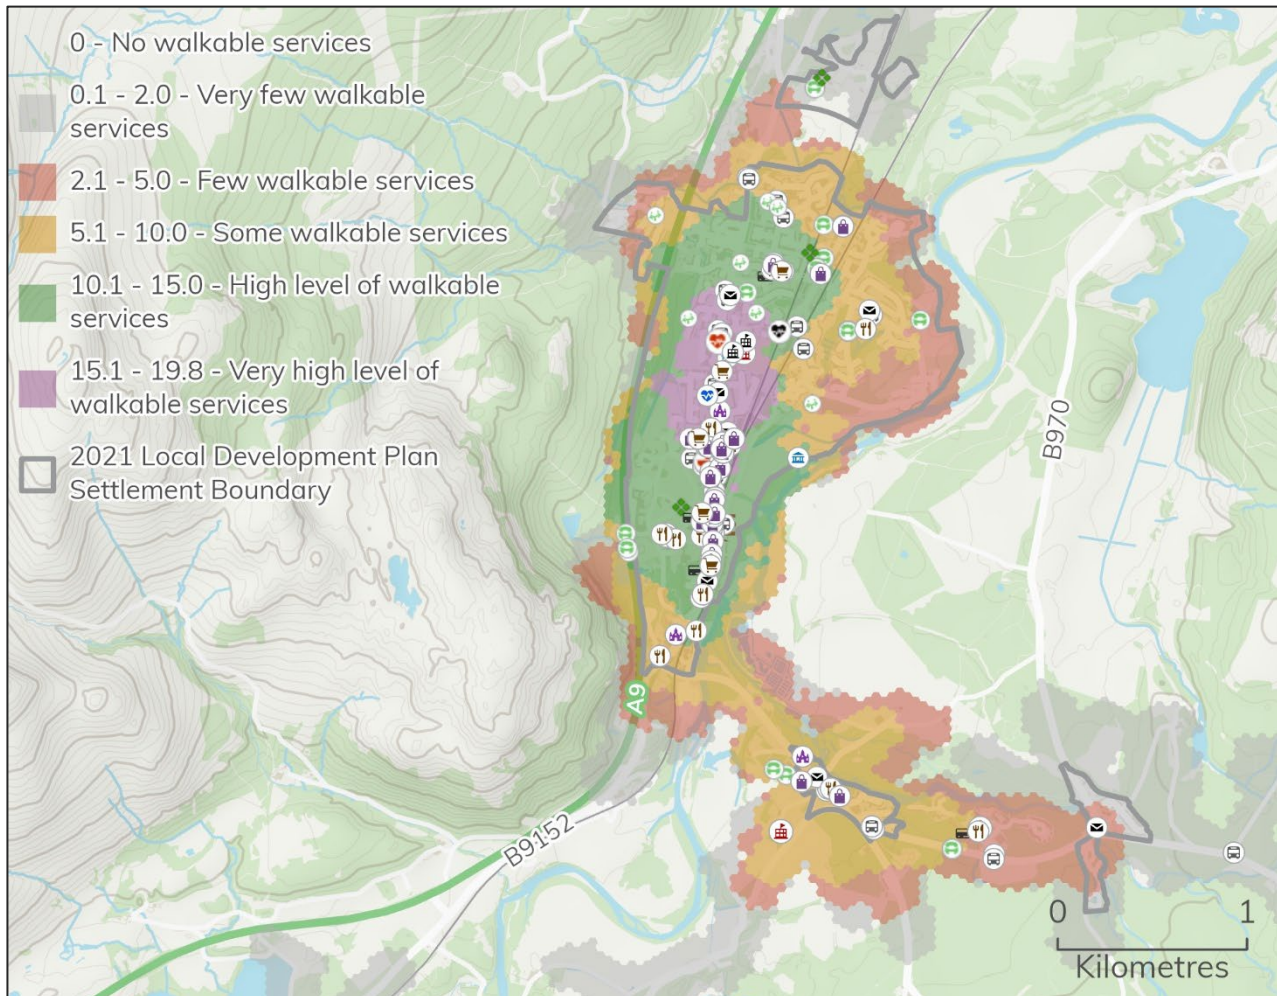 0 - No walkable services
0.1 - 2.0 - Very few walkable
services
2.1 - 5.0 - Few walkable services
5.1 - 10.0 - Some walkable services
10.1 - 15.0 - High level of walkable
services
15.1 - 19.8 - Very high level of
walkable services
2021 Local Development Plan
Settlement Boundary
B970
A9
B9152
0 1
Kilometres